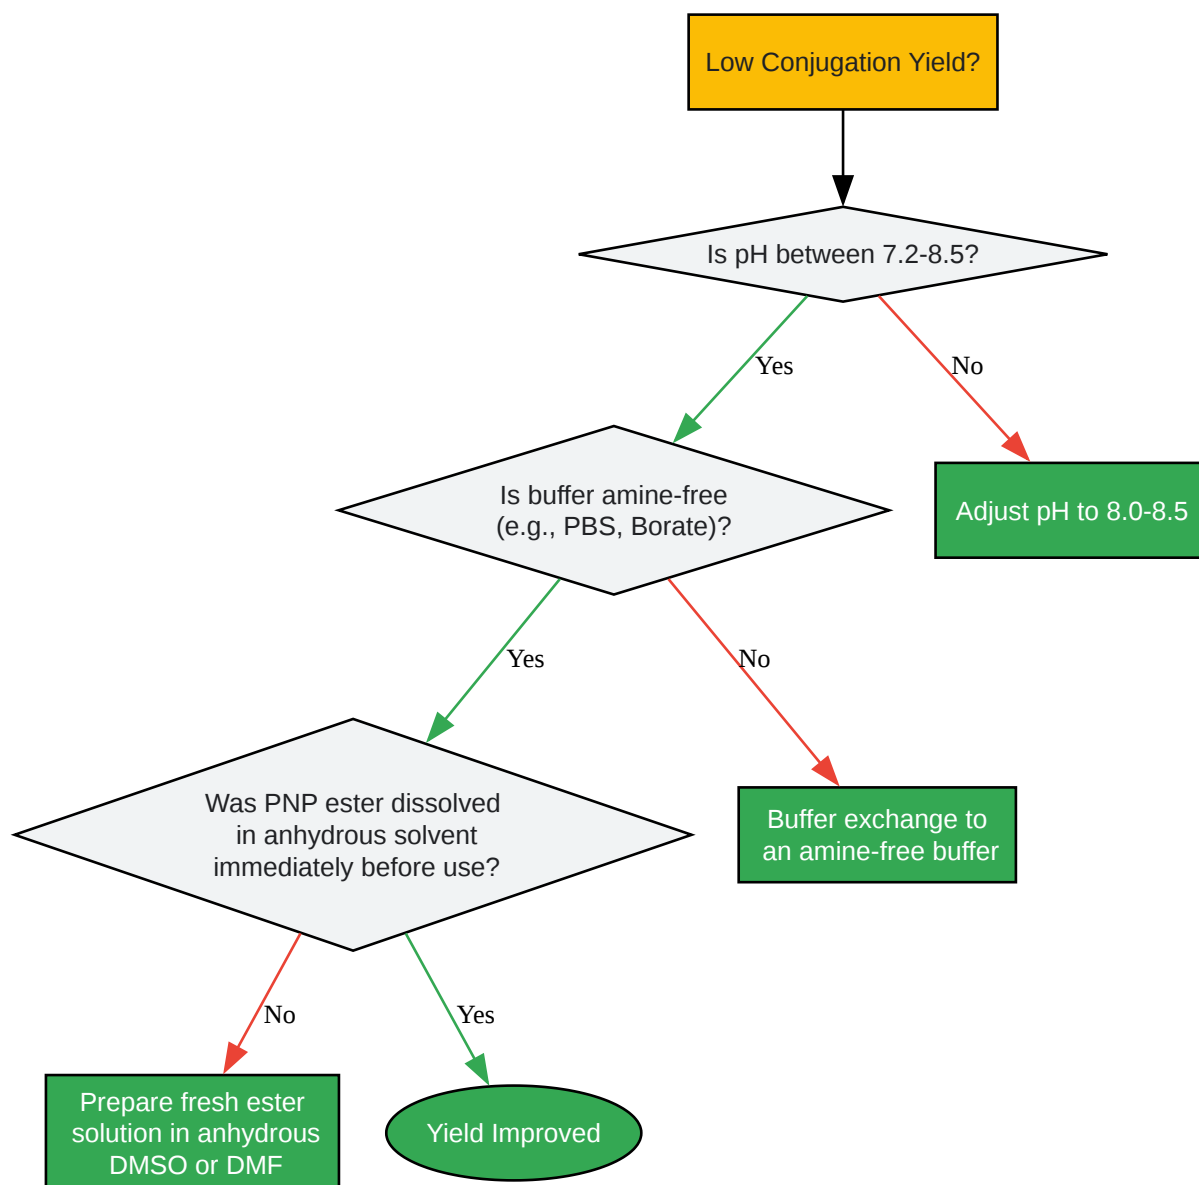 Low Conjugation Yield?
Is pH between 7.2-8.5?
Yes
No
Is buffer amine-free
(e.g., PBS, Borate)?
Adjust pH to 8.0-8.5
Yes
No
Was PNP ester dissolved
in anhydrous solvent
immediately before use?
Buffer exchange to
an amine-free buffer
No
Yes
Prepare fresh ester
solution in anhydrous
DMSO or DMF
Yield Improved